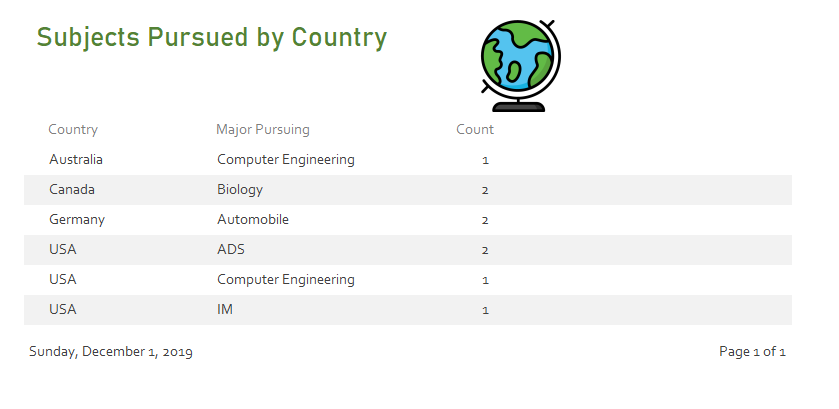 Subjects Pursued by Country
Country Major Pursuing Count
Australia Computer Engineering 1
Canada Biology 2
Germany Automobile 2
USA ADS 2
USA Computer Engineering 1
USA IM 1
Sunday, December 1, 2019 Page 1 of 1